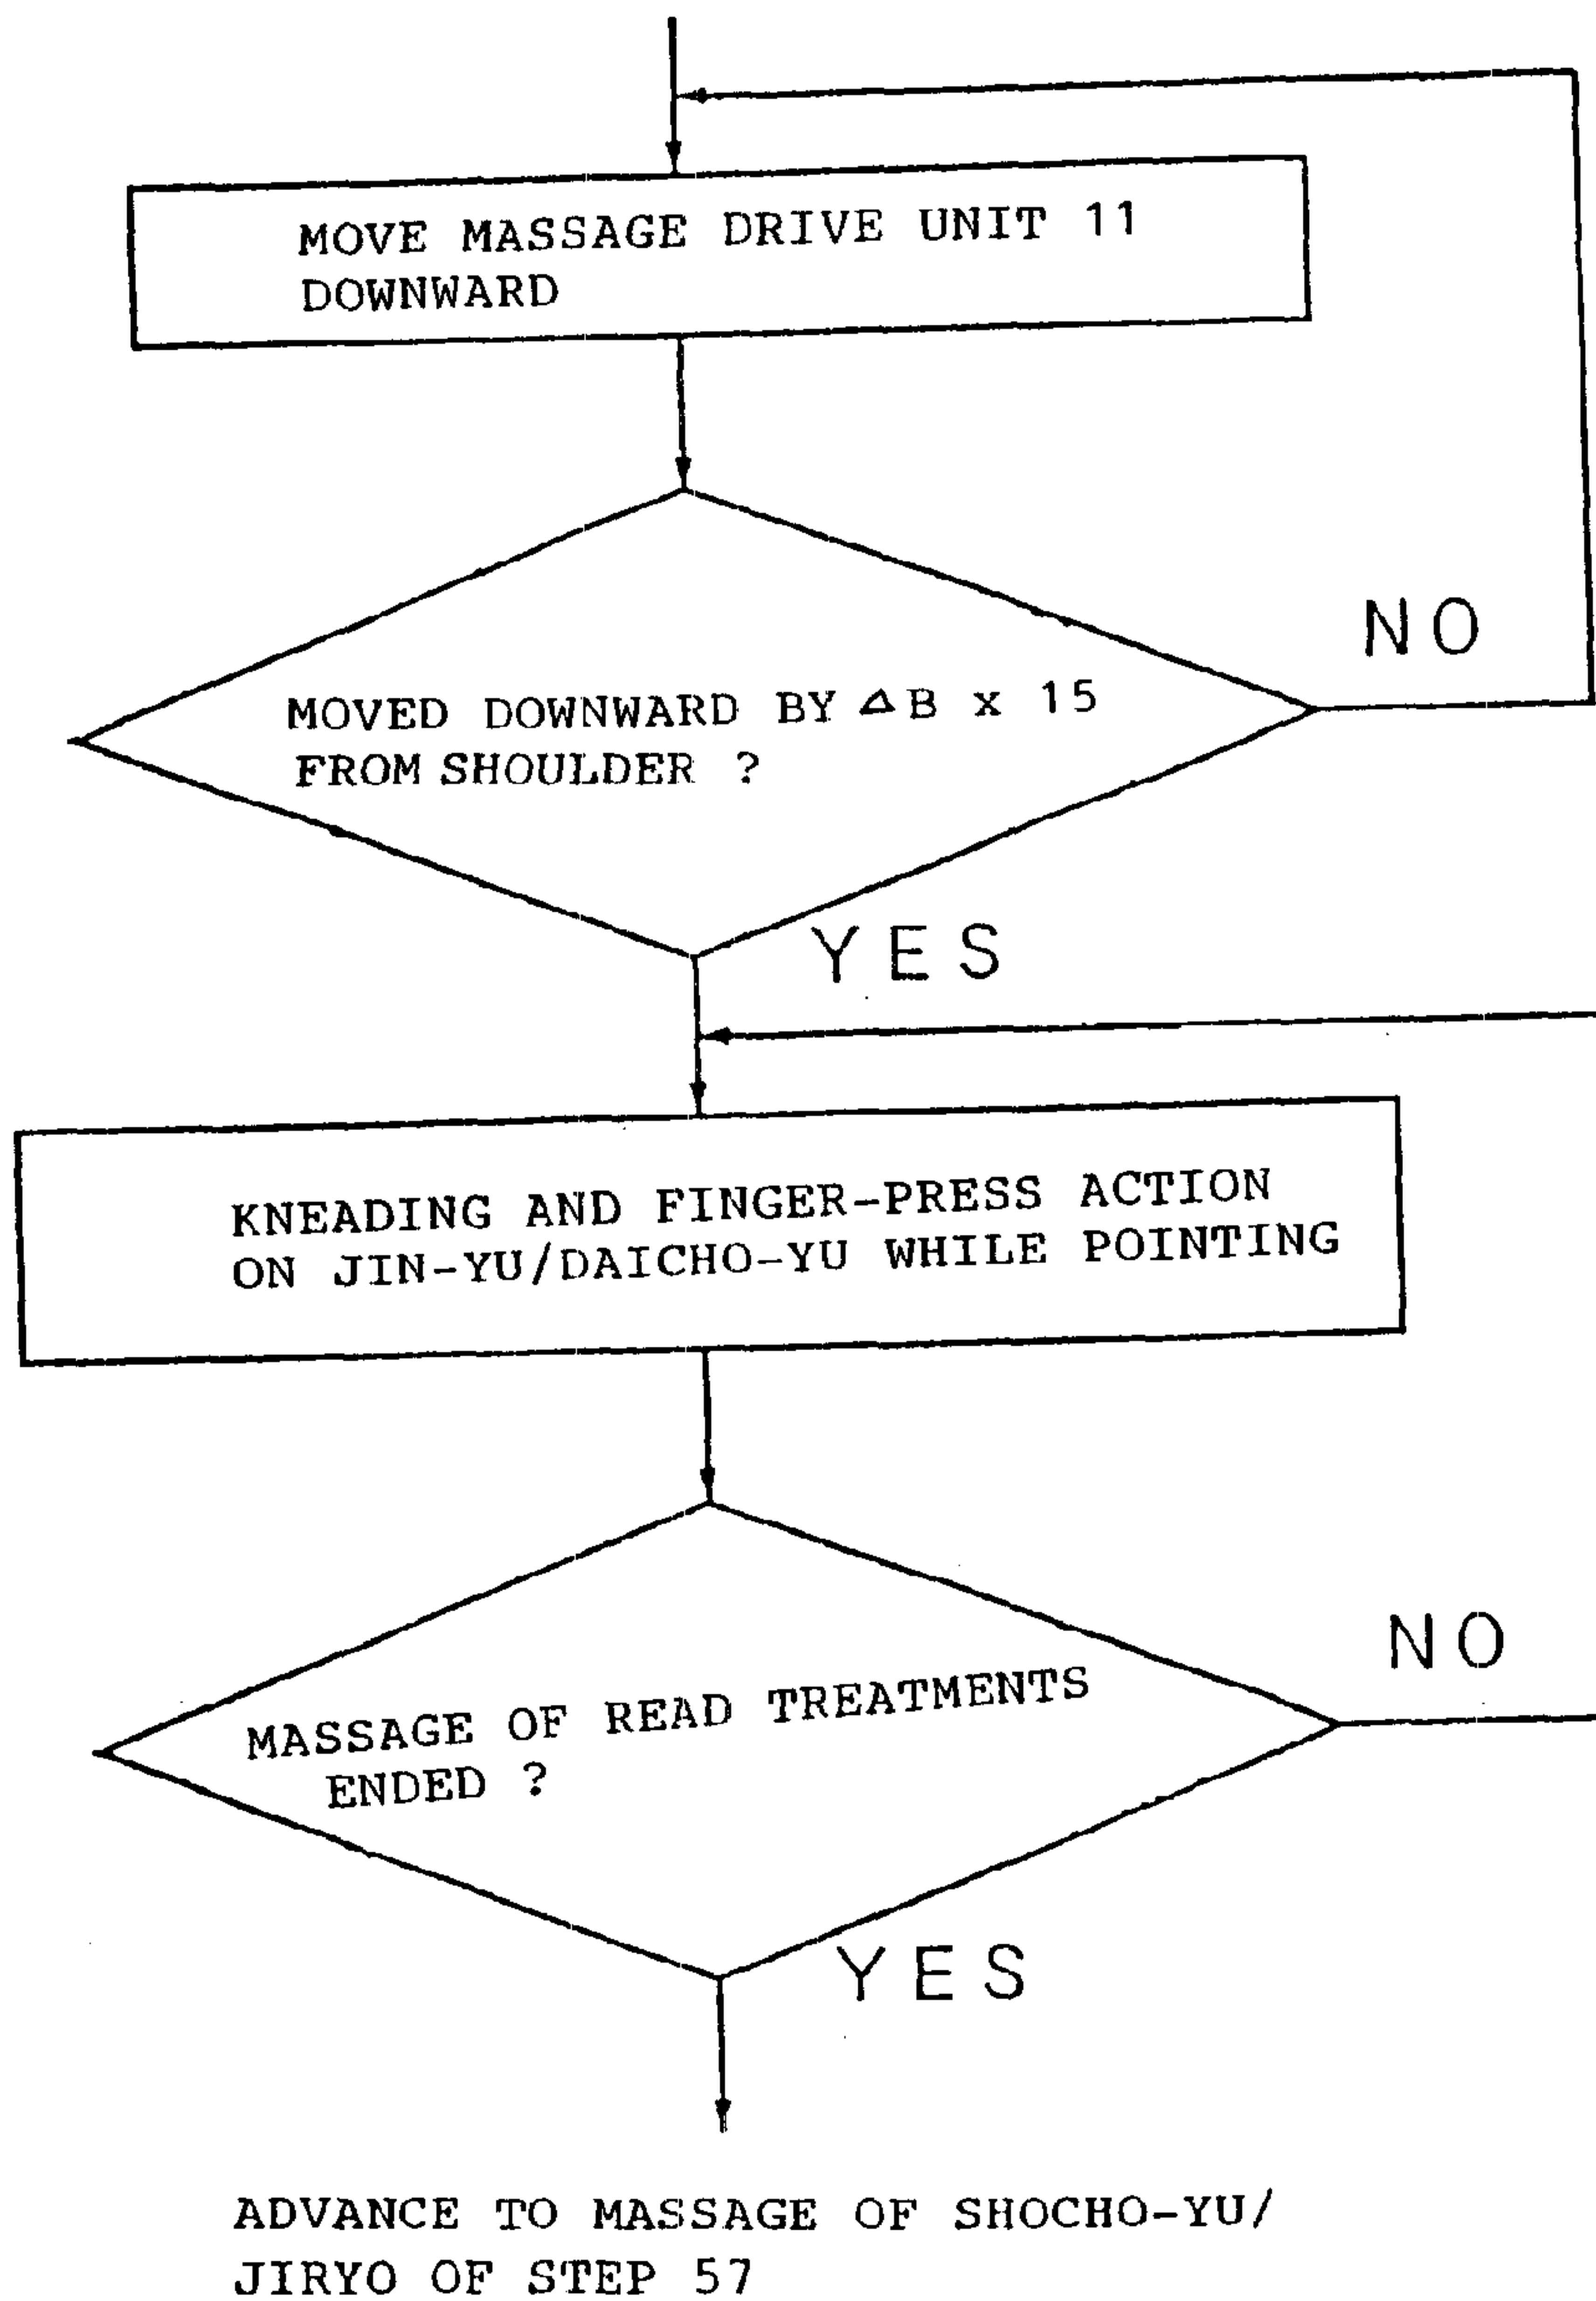 MOVE MASSAGE DRIVE UNIT 11
DOWNWARD
NO
MOVED DOWNWARD BY ΔB x 15
FROM SHOULDER ?
YES
KNEADING AND FINGER-PRESS ACTION
ON JIN-YU/DAICHO-YU WHILE POINTING
NO
MASSAGE OF READ TREATMENTS
ENDED ?
YES
ADVANCE TO MASSAGE OF SHOCHO-YU/
JIRYO OF STEP 57